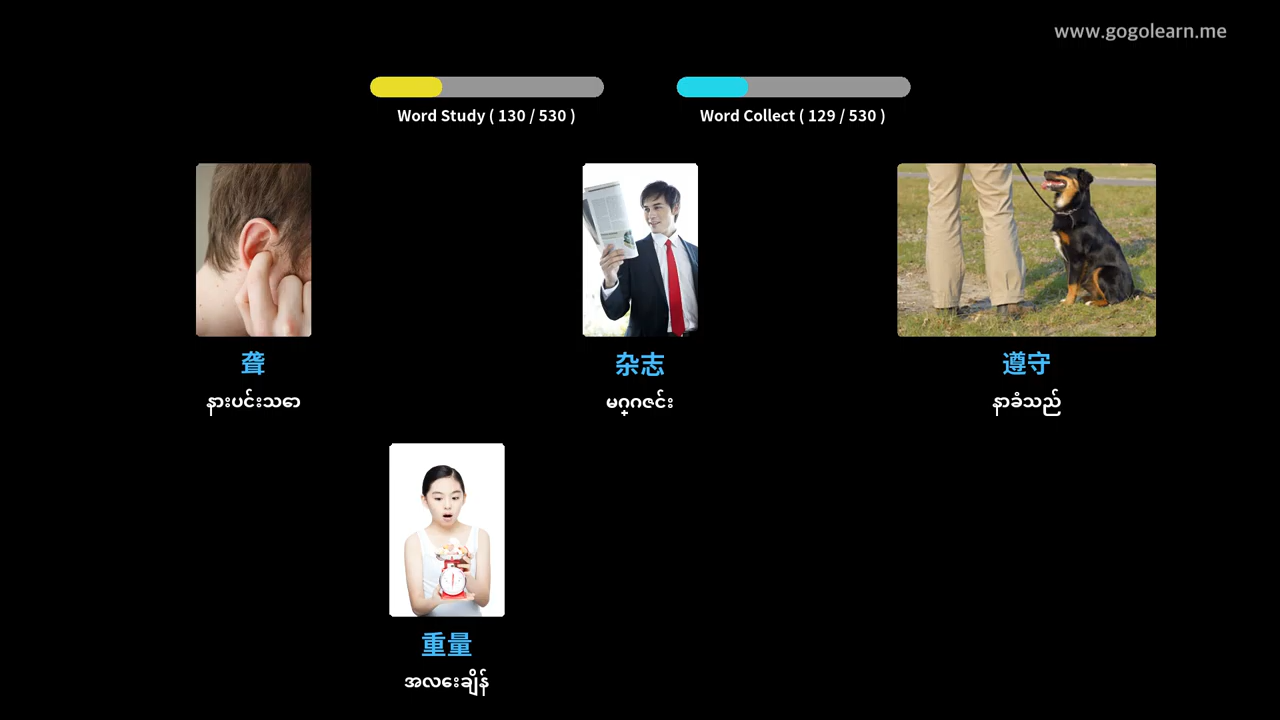 www.gogolearn.me
Word Study ( 130 / 530 )
Word Collect ( 129 / 530 )
聋
杂志
遵守
နားပင်းသော
မဂ္ဂဇင်း
နာခံသည်
重量
အလေးချိန်